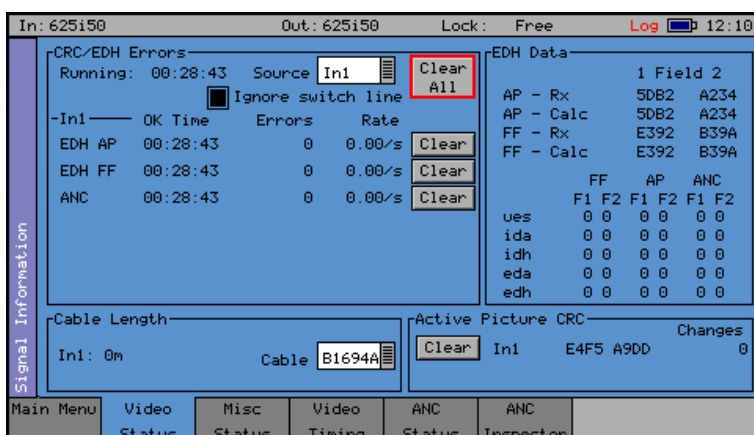 In: 625i50 Out: 625i50 Lock: Free Log 12:10
CRC/EDH Errors
Running: 00:28:43 Source In1 Clear All
Ignore switch line
In1 OK Time Errors Rate
EDH AP 00:28:43 0 0.00/s Clear
EDH FF 00:28:43 0 0.00/s Clear
ANC 00:28:43 0 0.00/s Clear
EDH Data
1 Field 2
AP - Rx 5DB2 A234
AP - Calc 5DB2 A234
FF - Rx E392 B39A
FF - Calc E392 B39A
FF AP ANC
F1 F2 F1 F2 F1 F2
ues 0 0 0 0 0 0
ida 0 0 0 0 0 0
idh 0 0 0 0 0 0
eda 0 0 0 0 0 0
edh 0 0 0 0 0 0
Signal Information
Cable Length
In1: 0m Cable B1694A
Active Picture CRC
Changes
Clear In1 E4F5 A9DD 0
Main Menu Video Status Misc Status Video Timing ANC Status ANC Inspector